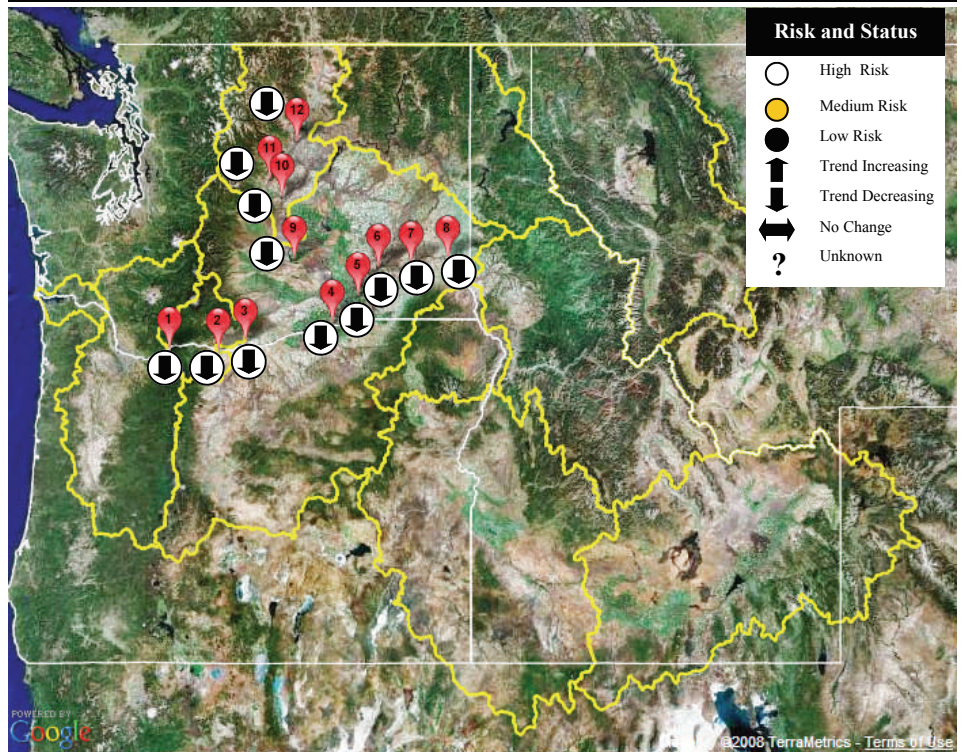 Risk and Status
High Risk
Medium Risk
Low Risk
Trend Increasing
Trend Decreasing
No Change
? Unknown
12
11
10
9
8
7
6
5
4
3
2
1
POWERED BY
Google
©2008 TerraMetrics - Terms of Use